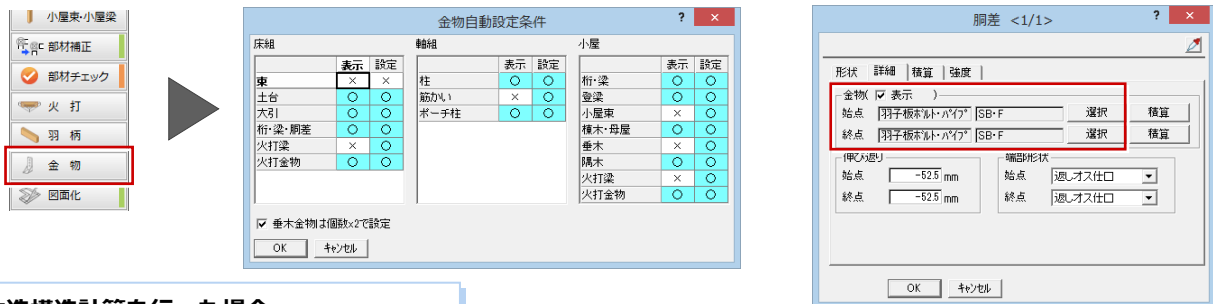 小屋束・小屋梁
部材補正
部材チェック
火 打
羽 柄
金 物
図面化
金物自動設定条件 ? ×
床組
表示 設定
束 × ×
土台 ○ ○
大引 ○ ○
桁・梁・胴差 ○ ○
火打梁 × ○
火打金物 ○ ○
軸組
表示 設定
柱 ○ ○
筋かい × ○
ポーチ柱 ○ ○
小屋
表示 設定
桁・梁 ○ ○
登梁 ○ ○
小屋束 × ○
棟木・母屋 ○ ○
垂木 × ○
隅木 ○ ○
火打梁 × ○
火打金物 ○ ○
垂木金物は個数×2で設定
OK キャンセル
胴差 <1/1> ? ×
形状 詳細 積算 強度
金物( 表示 )
始点 羽子板ボルト・パイプ SB・F 選択 積算
終点 羽子板ボルト・パイプ SB・F 選択 積算
伸び返り
始点 -52.5 mm
終点 -52.5 mm
端部形状
始点 返しオス仕口
終点 返しオス仕口
OK キャンセル